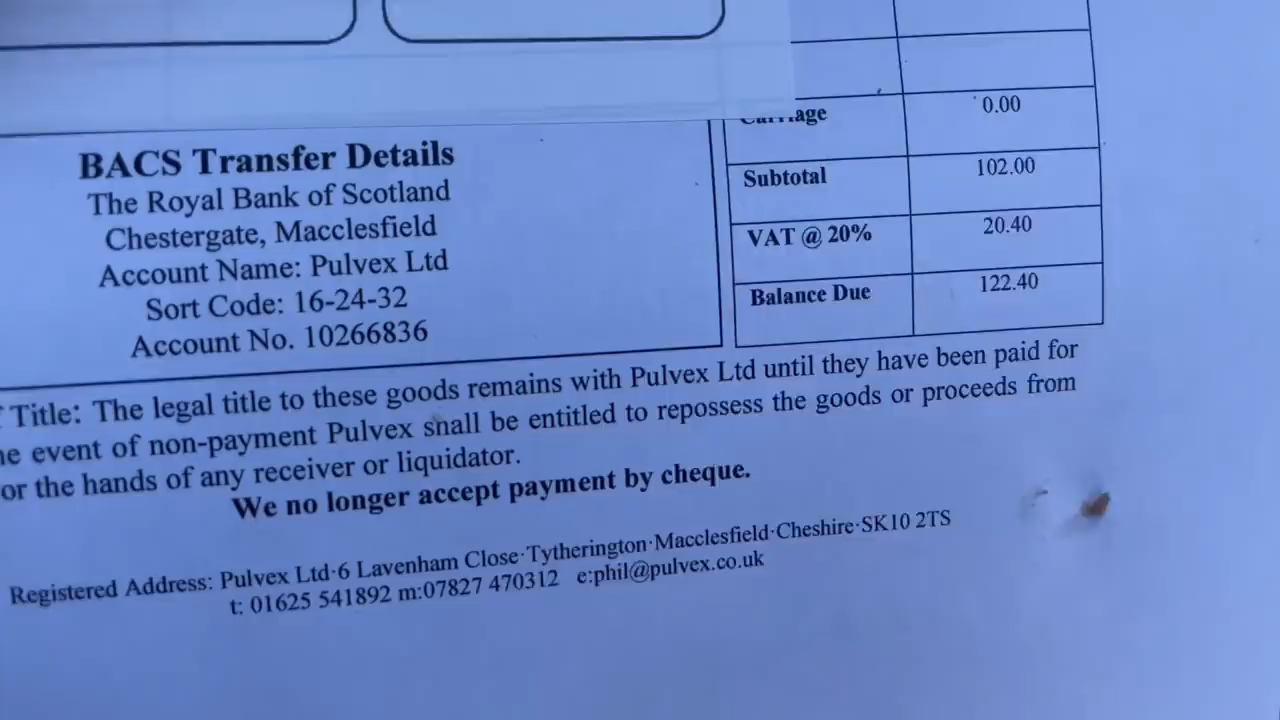 Carriage 0.00
BACS Transfer Details
The Royal Bank of Scotland
Chestergate, Macclesfield
Account Name: Pulvex Ltd
Sort Code: 16-24-32
Account No. 10266836
Subtotal 102.00
VAT @ 20% 20.40
Balance Due 122.40
Title: The legal title to these goods remains with Pulvex Ltd until they have been paid for
event of non-payment Pulvex shall be entitled to repossess the goods or proceeds from
or the hands of any receiver or liquidator.
We no longer accept payment by cheque.
Registered Address: Pulvex Ltd·6 Lavenham Close·Tytherington·Macclesfield·Cheshire·SK10 2TS
t: 01625 541892 m:07827 470312 e:phil@pulvex.co.uk